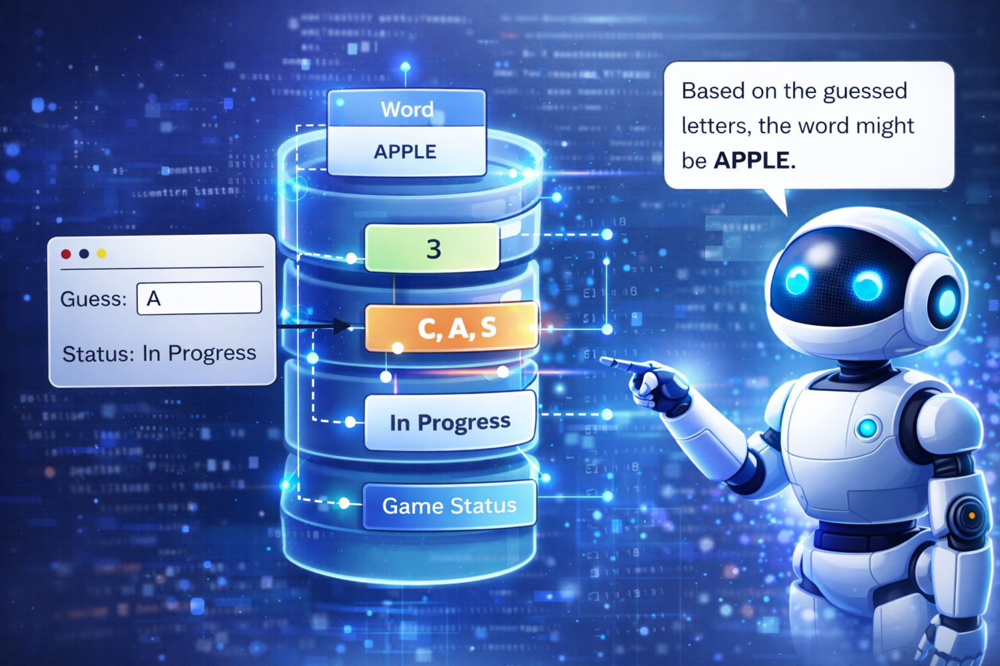 Word
APPLE
3
C, A, S
In Progress
Game Status
Guess: A
Status: In Progress
Based on the guessed
letters, the word might
be APPLE.